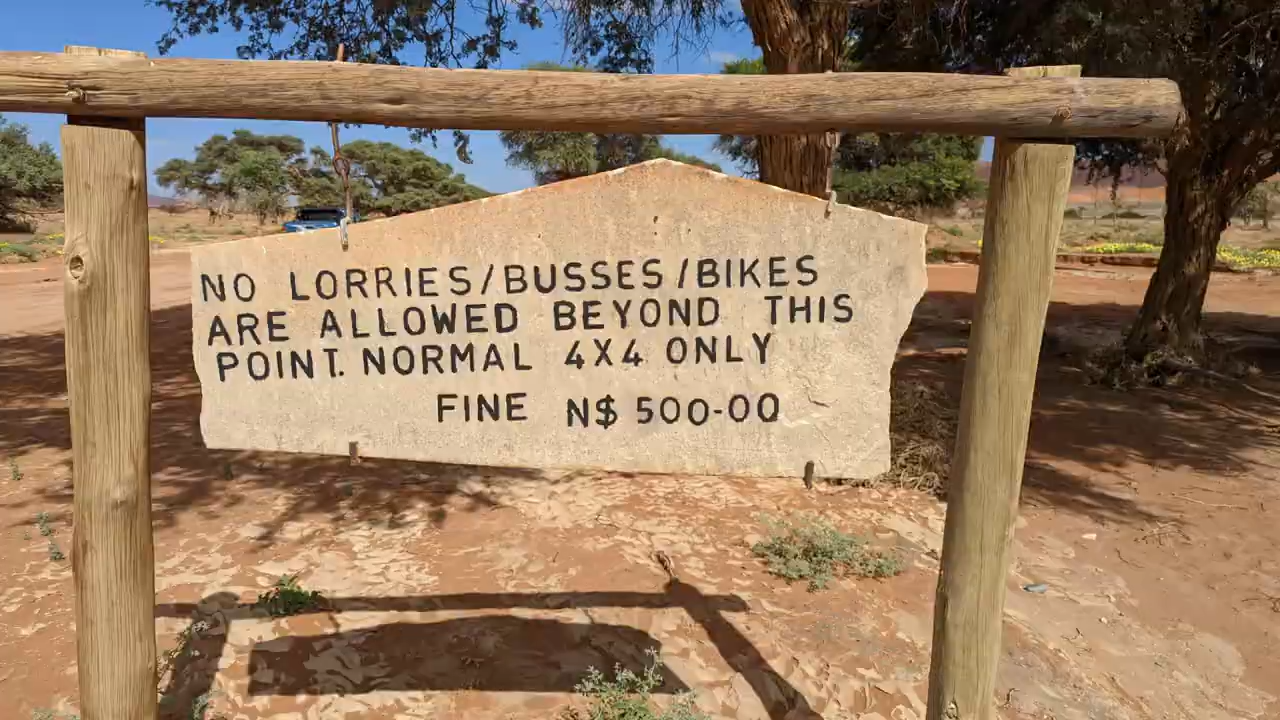 NO LORRIES/BUSSES/BIKES
ARE ALLOWED BEYOND THIS
POINT. NORMAL 4X4 ONLY
FINE N$ 500-00